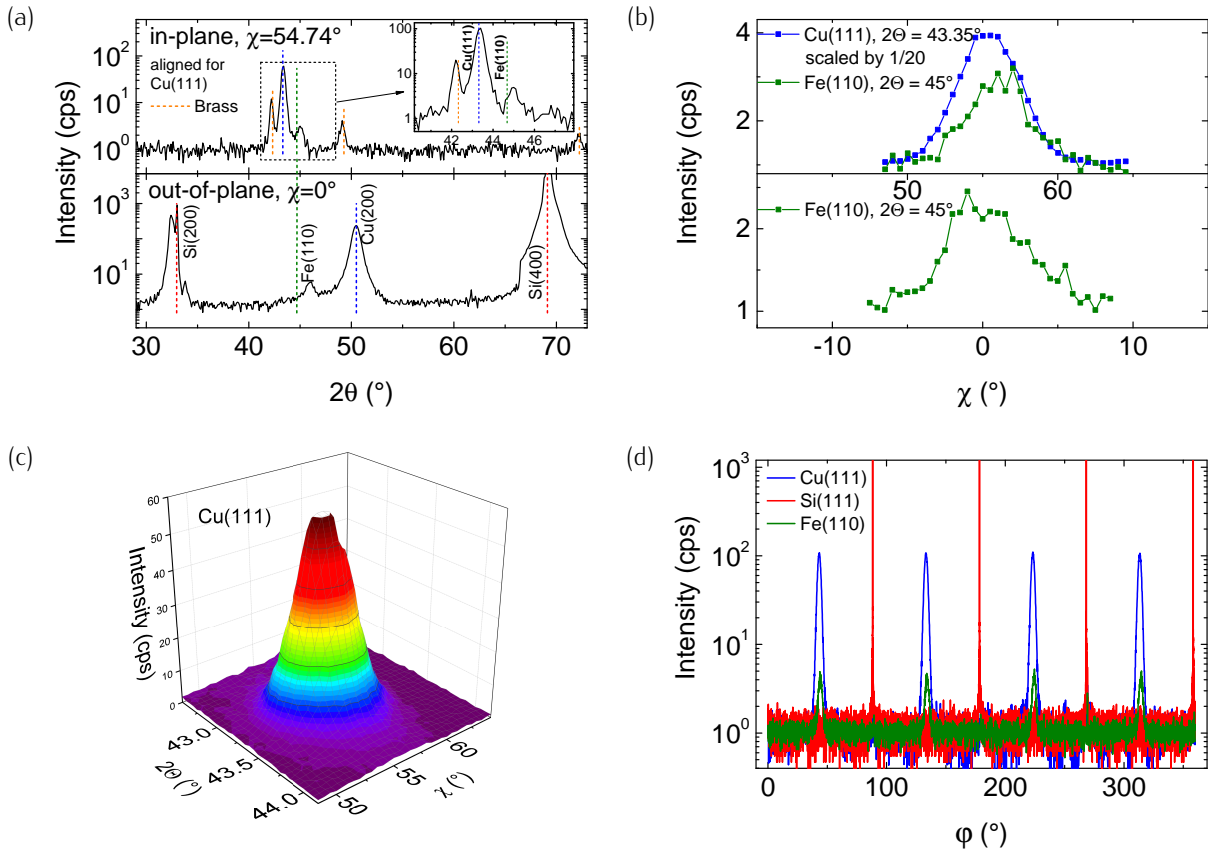 (a)
in-plane, χ=54.74°
aligned for
Cu(111)
Brass
Cu(111)
Fe(110)
100
10
1
42
44
46
10²
10¹
10⁰
Intensity (cps)
out-of-plane, χ=0°
Si(200)
Fe(110)
Cu(200)
Si(400)
10³
10²
10¹
Intensity (cps)
30
40
50
60
70
2θ (°)
(b)
Cu(111), 2Θ = 43.35°
scaled by 1/20
Fe(110), 2Θ = 45°
4
2
50
60
Fe(110), 2Θ = 45°
2
1
Intensity (cps)
-10
0
10
χ (°)
(c)
Cu(111)
Intensity (cps)
60
50
40
30
20
10
0
43.0
43.5
44.0
2Θ (°)
50
55
60
χ (°)
(d)
Cu(111)
Si(111)
Fe(110)
10³
10²
10¹
10⁰
Intensity (cps)
0
100
200
300
φ (°)